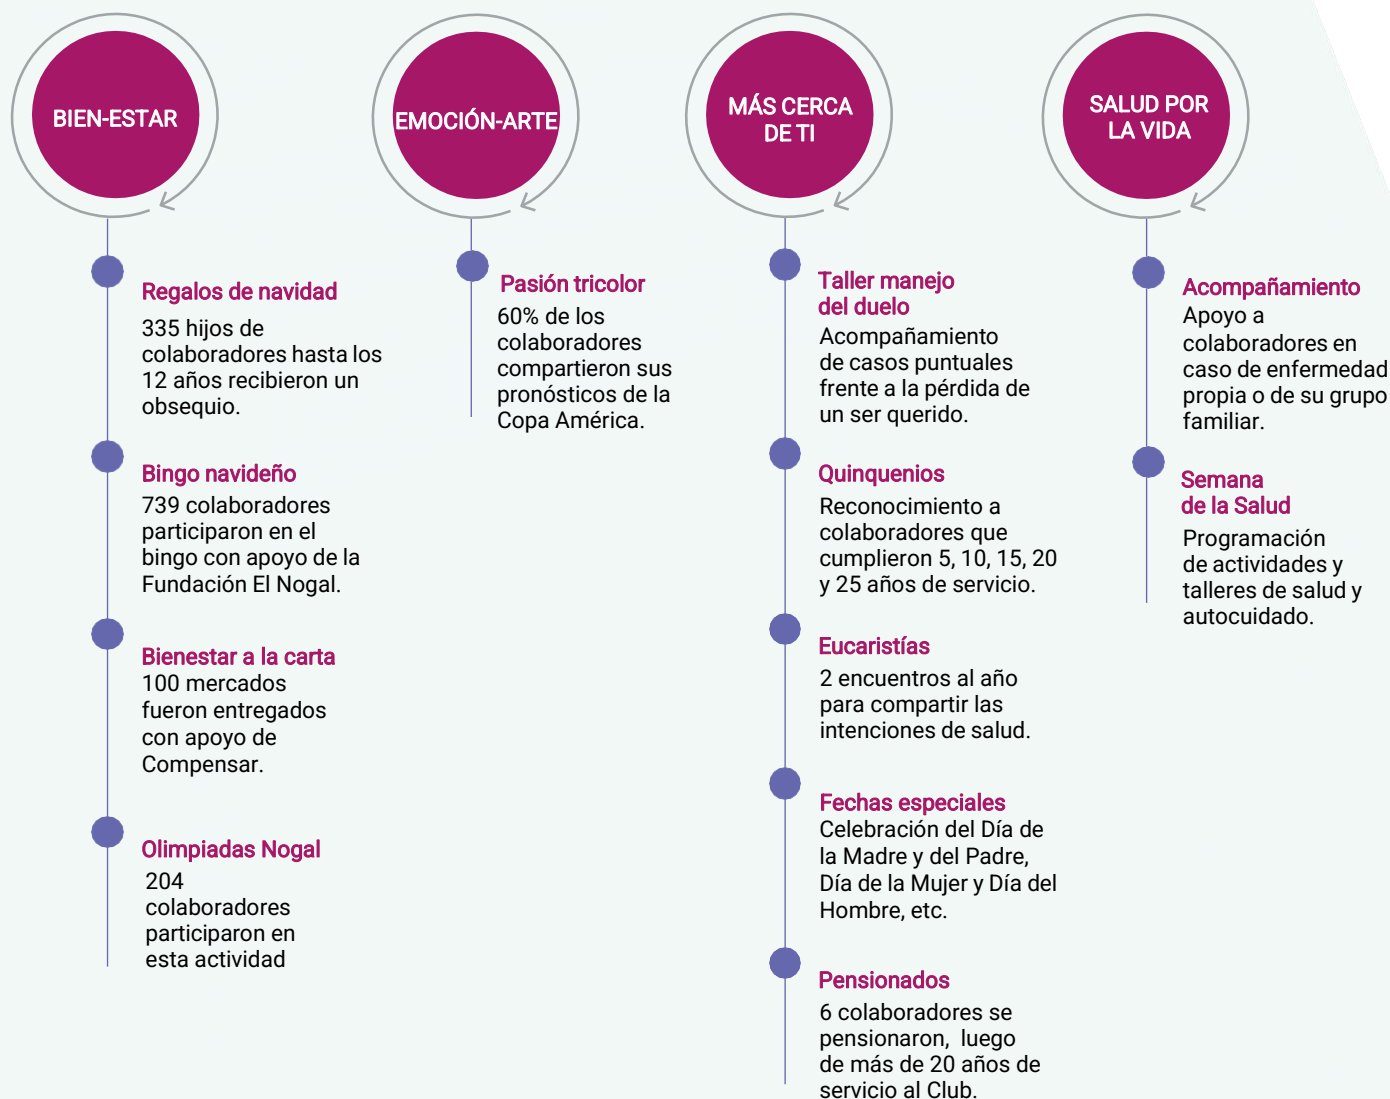 BIEN-ESTAR
Regalos de navidad
335 hijos de
colaboradores hasta los
12 años recibieron un
obsequio.
Bingo navideño
739 colaboradores
participaron en el
bingo con apoyo de la
Fundación El Nogal.
Bienestar a la carta
100 mercados
fueron entregados
con apoyo de
Compensar.
Olimpiadas Nogal
204
colaboradores
participaron en
esta actividad
EMOCIÓN-ARTE
Pasión tricolor
60% de los
colaboradores
compartieron sus
pronósticos de la
Copa América.
MÁS CERCA
DE TI
Taller manejo
del duelo
Acompañamiento
de casos puntuales
frente a la pérdida de
un ser querido.
Quinquenios
Reconocimiento a
colaboradores que
cumplieron 5, 10, 15, 20
y 25 años de servicio.
Eucaristías
2 encuentros al año
para compartir las
intenciones de salud.
Fechas especiales
Celebración del Día de
la Madre y del Padre,
Día de la Mujer y Día del
Hombre, etc.
Pensionados
6 colaboradores se
pensionaron, luego
de más de 20 años de
servicio al Club.
SALUD POR
LA VIDA
Acompañamiento
Apoyo a
colaboradores en
caso de enfermedad
propia o de su grupo
familiar.
Semana
de la Salud
Programación
de actividades y
talleres de salud y
autocuidado.